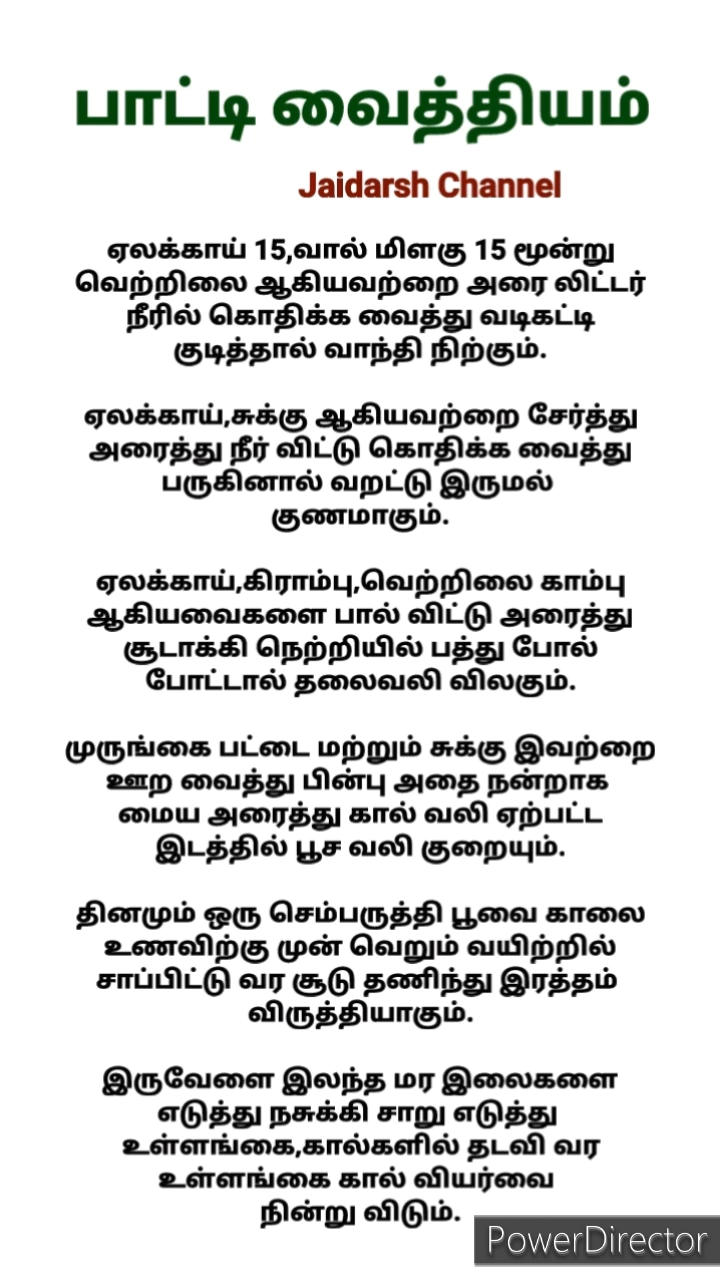 பாட்டி வைத்தியம்
Jaidarsh Channel
ஏலக்காய் 15,வால் மிளகு 15 மூன்று
வெற்றிலை ஆகியவற்றை அரை லிட்டர்
நீரில் கொதிக்க வைத்து வடிகட்டி
குடித்தால் வாந்தி நிற்கும்.
ஏலக்காய்,சுக்கு ஆகியவற்றை சேர்த்து
அரைத்து நீர் விட்டு கொதிக்க வைத்து
பருகினால் வறட்டு இருமல்
குணமாகும்.
ஏலக்காய்,கிராம்பு,வெற்றிலை காம்பு
ஆகியவைகளை பால் விட்டு அரைத்து
சூடாக்கி நெற்றியில் பத்து போல்
போட்டால் தலைவலி விலகும்.
முருங்கை பட்டை மற்றும் சுக்கு இவற்றை
ஊற வைத்து பின்பு அதை நன்றாக
மைய அரைத்து கால் வலி ஏற்பட்ட
இடத்தில் பூச வலி குறையும்.
தினமும் ஒரு செம்பருத்தி பூவை காலை
உணவிற்கு முன் வெறும் வயிற்றில்
சாப்பிட்டு வர சூடு தணிந்து இரத்தம்
விருத்தியாகும்.
இருவேளை இலந்த மர இலைகளை
எடுத்து நசுக்கி சாறு எடுத்து
உள்ளங்கை,கால்களில் தடவி வர
உள்ளங்கை கால் வியர்வை
நின்று விடும்.
PowerDirector